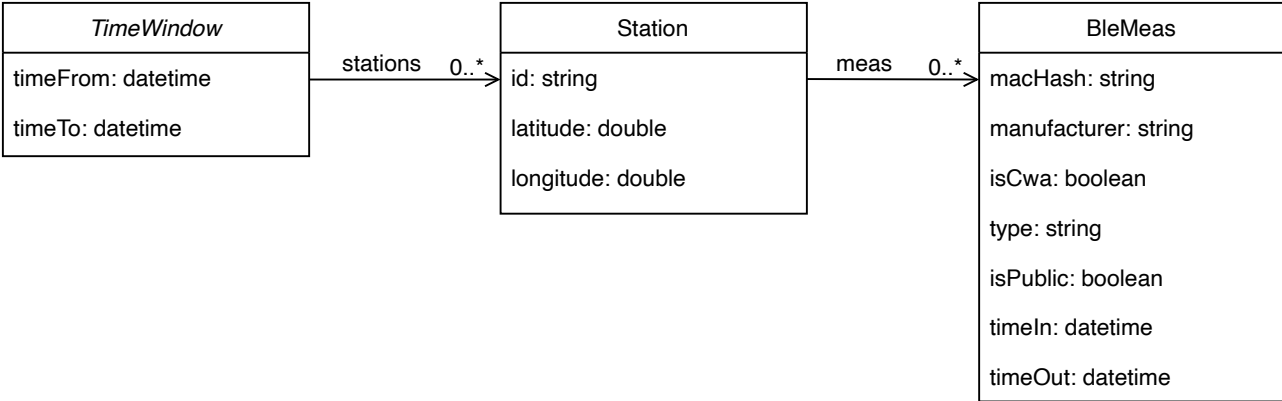 TimeWindow
timeFrom: datetime
timeTo: datetime
stations 0..*
Station
id: string
latitude: double
longitude: double
meas 0..*
BleMeas
macHash: string
manufacturer: string
isCwa: boolean
type: string
isPublic: boolean
timeIn: datetime
timeOut: datetime